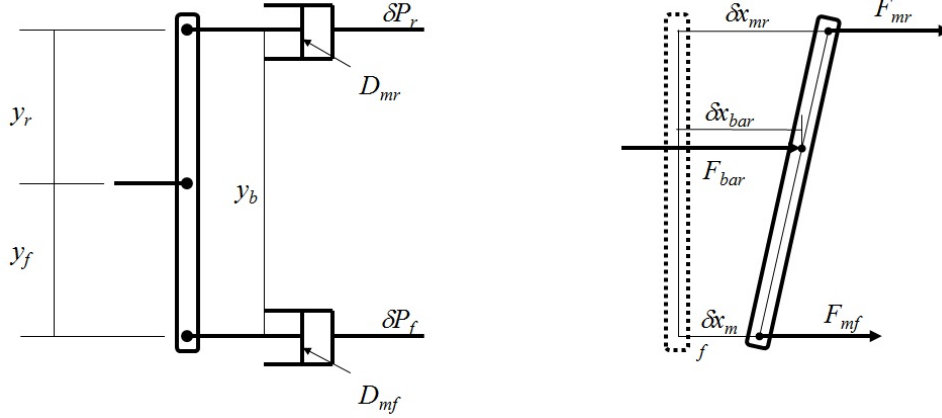 δP_r
D_mr
y_r
y_b
y_f
δP_f
D_mf
δx_mr
F_mr
δx_bar
F_bar
δx_m
f
F_mf